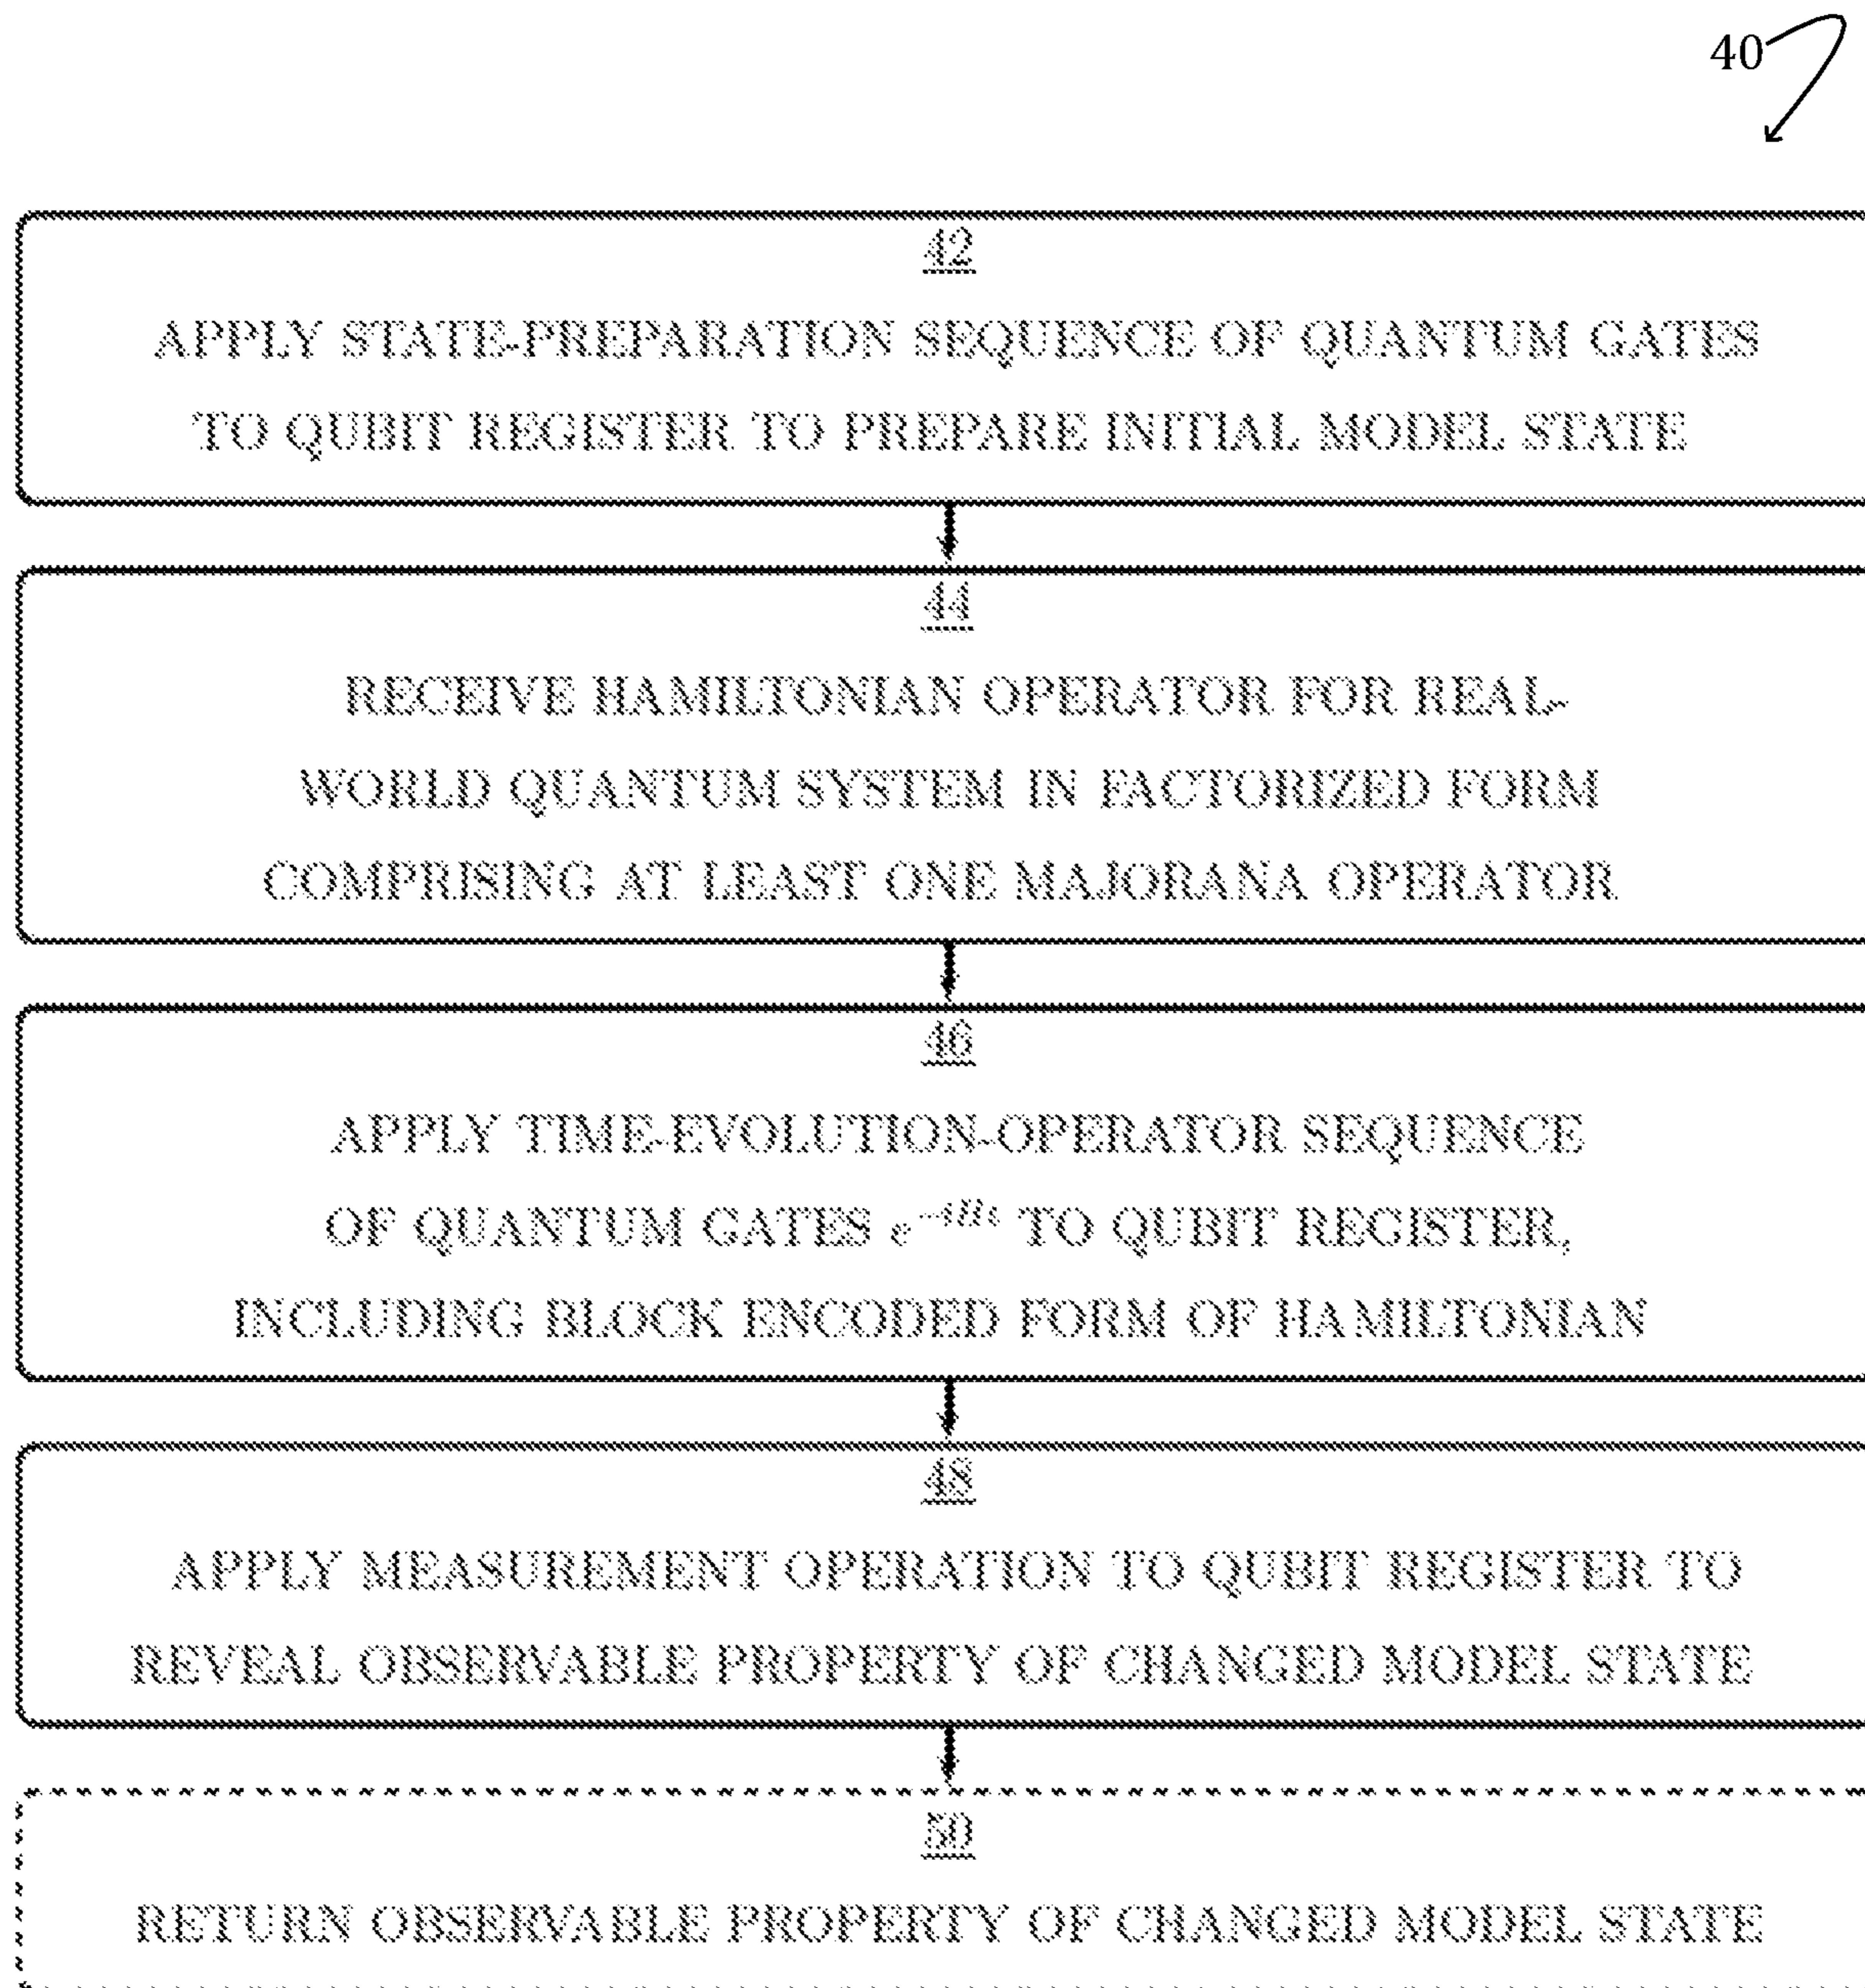 40
42
APPLY STATE-PREPARATION SEQUENCE OF QUANTUM GATES
TO QUBIT REGISTER TO PREPARE INITIAL MODEL STATE
44
RECEIVE HAMILTONIAN OPERATOR FOR REAL-
WORLD QUANTUM SYSTEM IN FACTORIZED FORM
COMPRISING AT LEAST ONE MAJORANA OPERATOR
46
APPLY TIME-EVOLUTION-OPERATOR SEQUENCE
OF QUANTUM GATES e^{-iHt} TO QUBIT REGISTER,
INCLUDING BLOCK ENCODED FORM OF HAMILTONIAN
48
APPLY MEASUREMENT OPERATION TO QUBIT REGISTER TO
REVEAL OBSERVABLE PROPERTY OF CHANGED MODEL STATE
50
RETURN OBSERVABLE PROPERTY OF CHANGED MODEL STATE